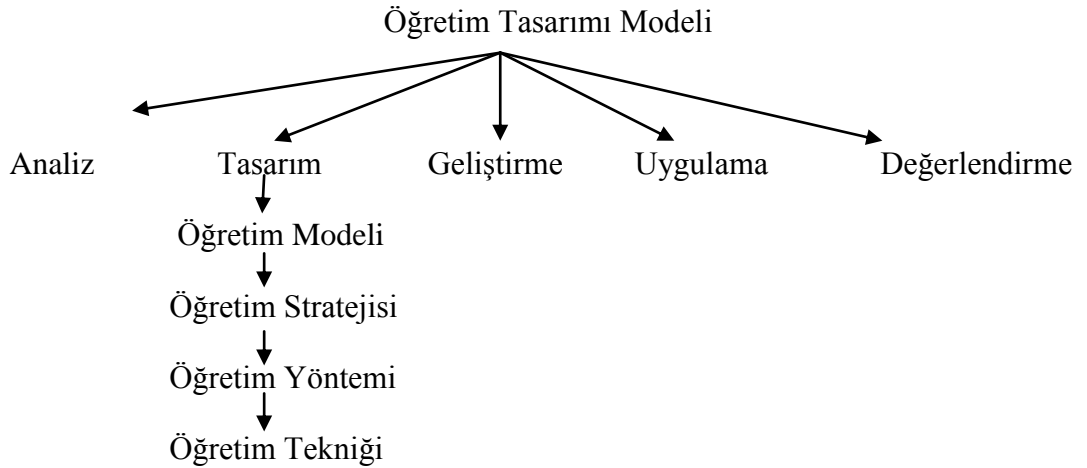 Öğretim Tasarımı Modeli
Analiz Tasarım Geliştirme Uygulama Değerlendirme
Öğretim Modeli
Öğretim Stratejisi
Öğretim Yöntemi
Öğretim Tekniği